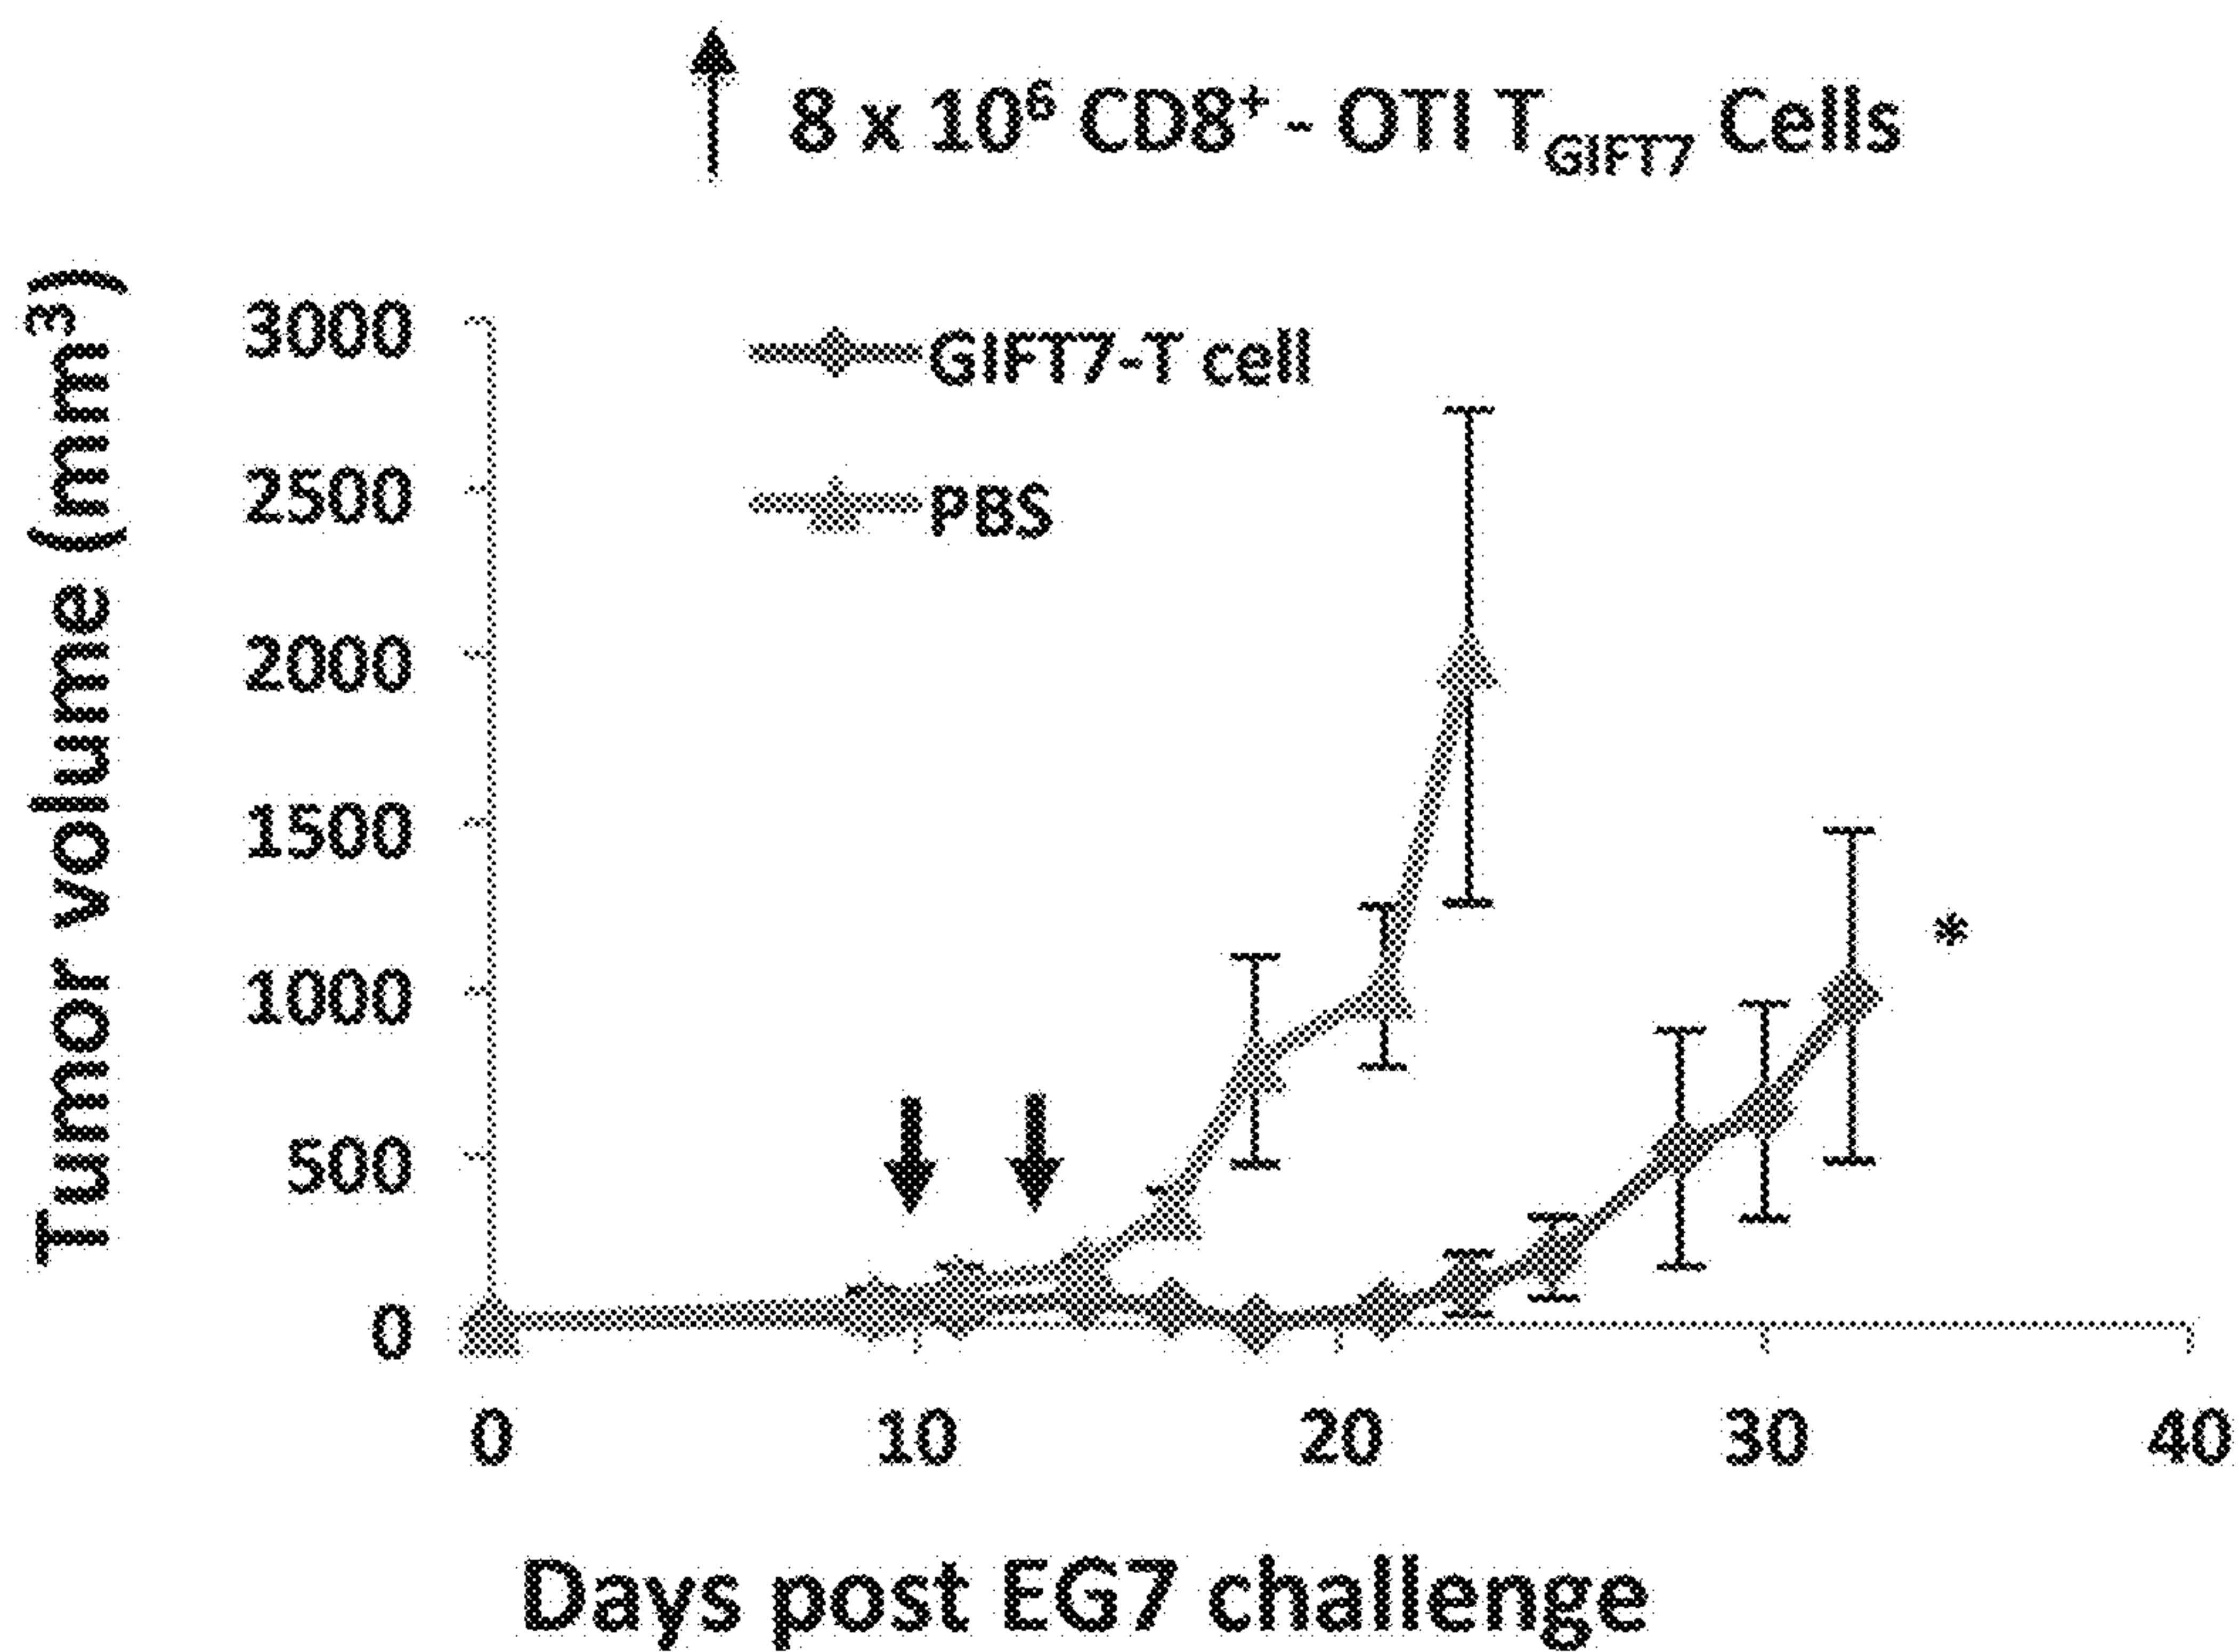 8 x 10⁶ CD8⁺ - OTI T_GIFT7 Cells
Tumor volume (mm³)
3000
2500
2000
1500
1000
500
0
GIFT7-T cell
PBS
*
0 10 20 30 40
Days post EG7 challenge